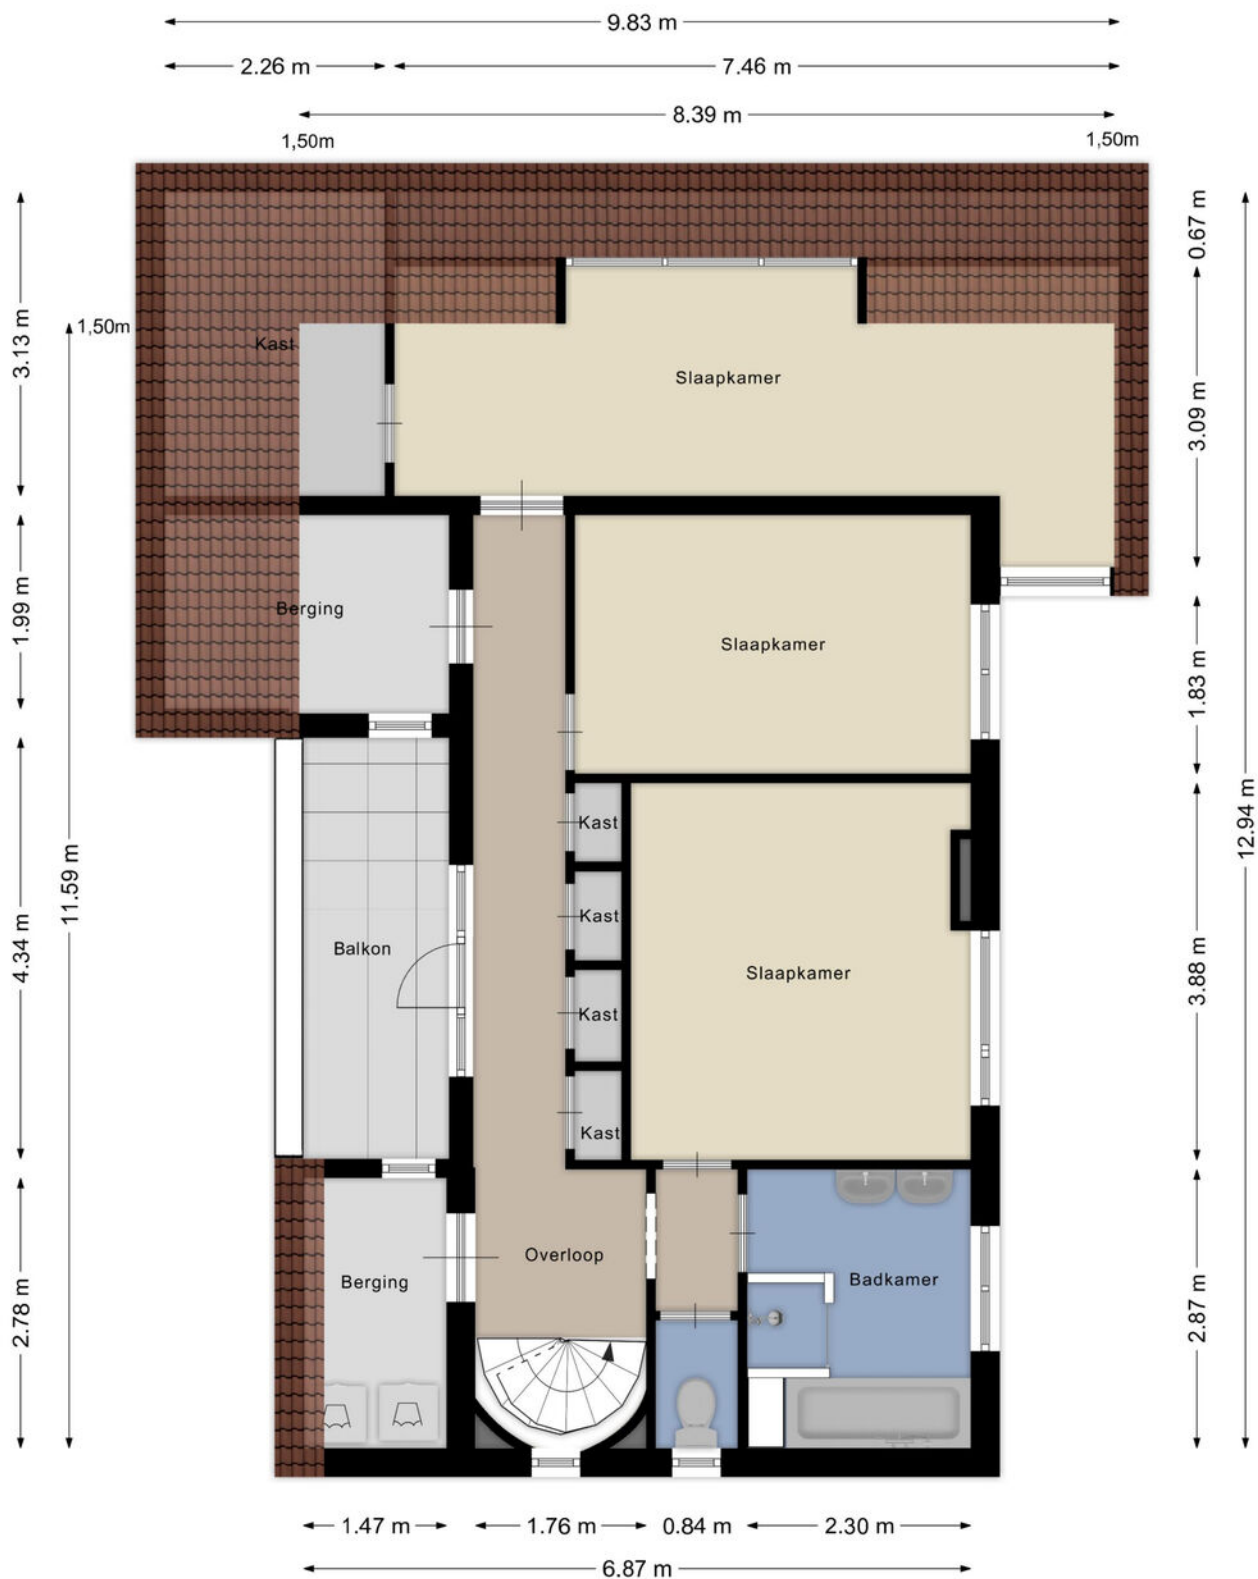 9.83 m
2.26 m
7.46 m
8.39 m
1,50m
1,50m
0.67 m
3.13 m
1,50m
Kast
Slaapkamer
3.09 m
1.99 m
Berging
Slaapkamer
1.83 m
12.94 m
11.59 m
Kast
Kast
4.34 m
Balkon
Slaapkamer
3.88 m
Kast
Kast
Overloop
Berging
Badkamer
2.78 m
2.87 m
1.47 m
1.76 m
0.84 m
2.30 m
6.87 m